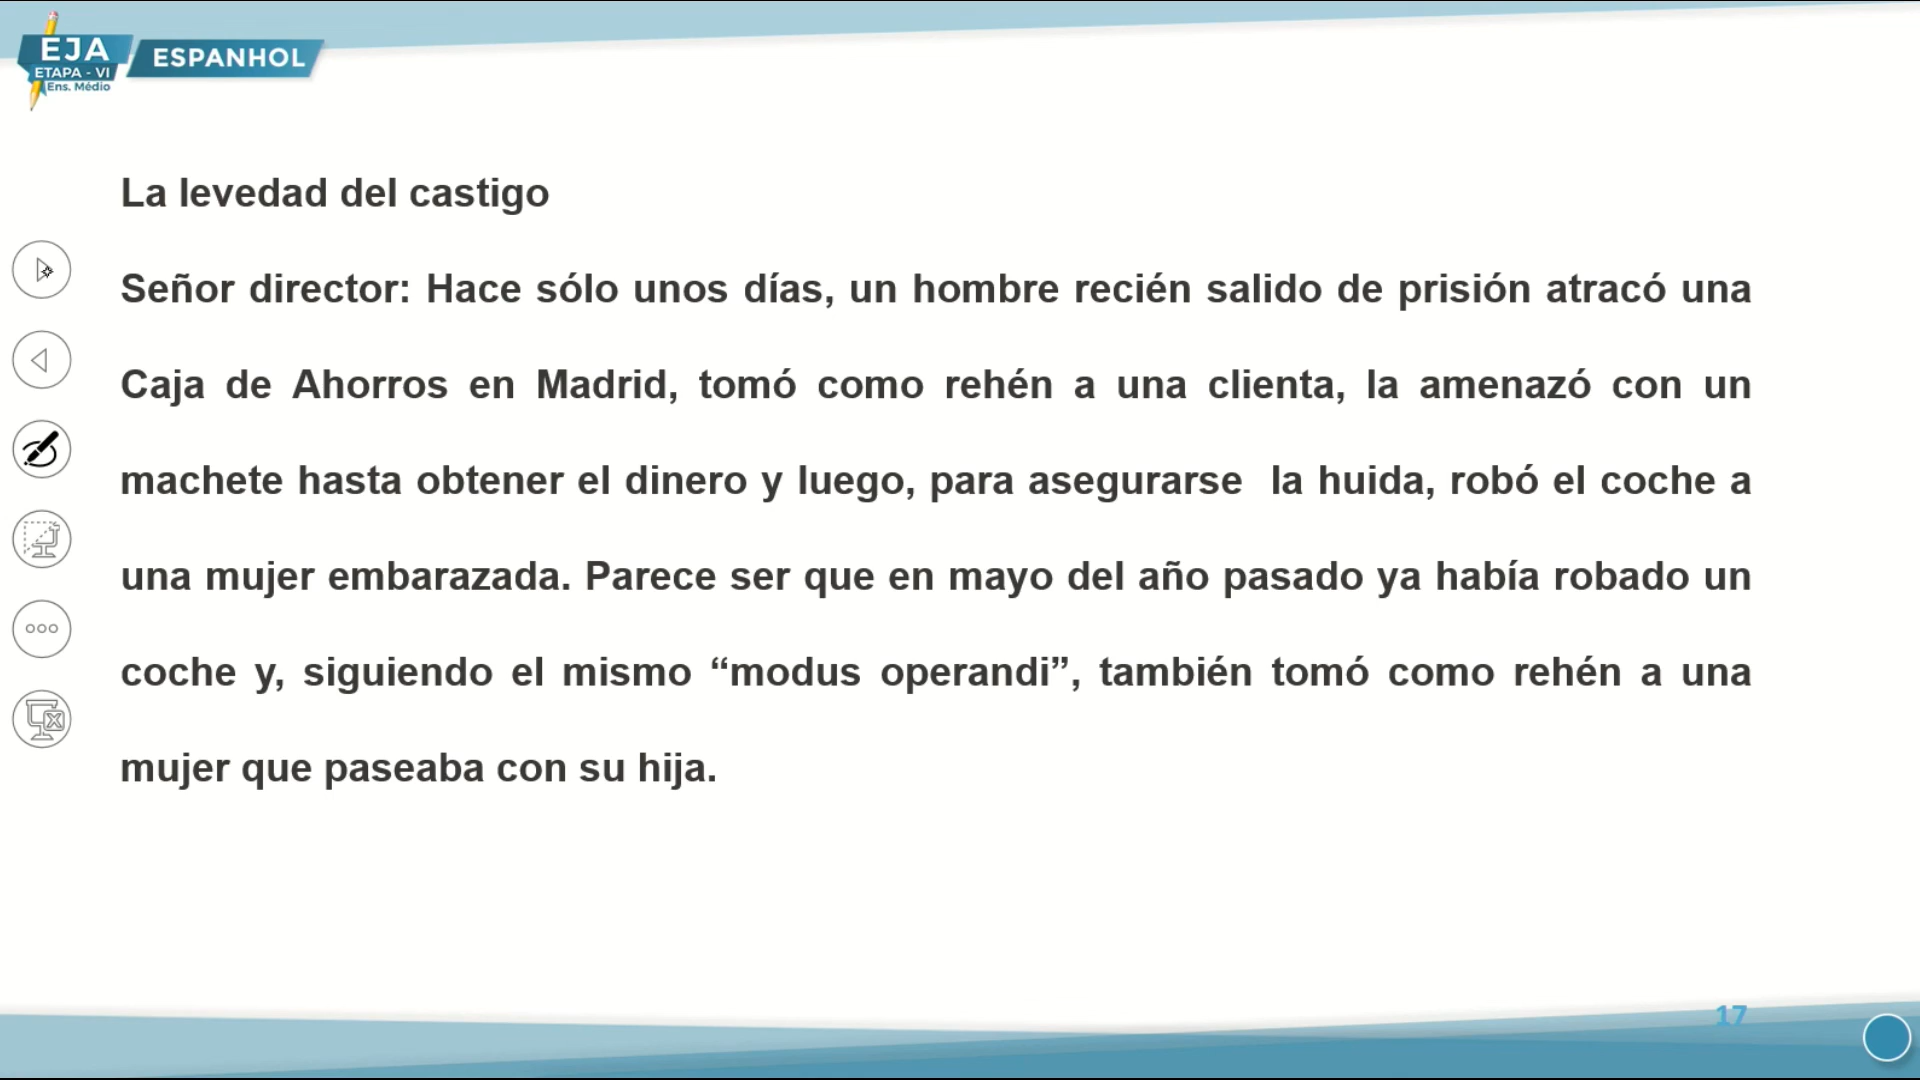 EJA
ETAPA - VI
Ens. Médio
ESPANHOL
La levedad del castigo
Señor director: Hace sólo unos días, un hombre recién salido de prisión atracó una
Caja de Ahorros en Madrid, tomó como rehén a una clienta, la amenazó con un
machete hasta obtener el dinero y luego, para asegurarse la huida, robó el coche a
una mujer embarazada. Parece ser que en mayo del año pasado ya había robado un
coche y, siguiendo el mismo “modus operandi”, también tomó como rehén a una
mujer que paseaba con su hija.
17